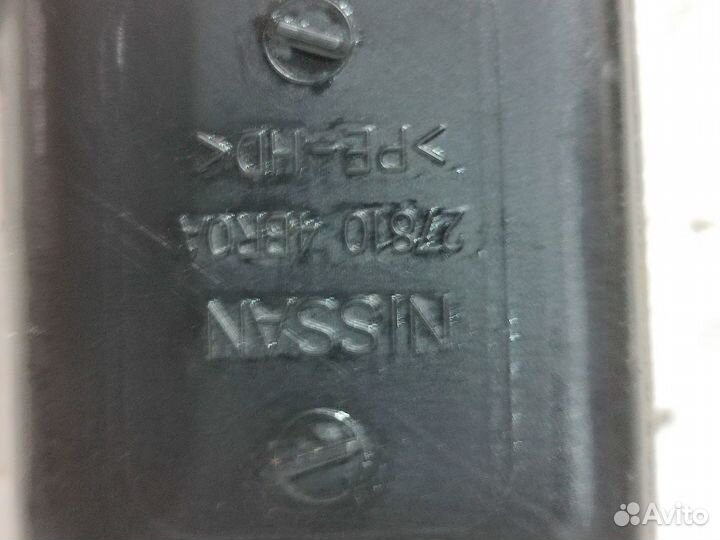 NISSAN
27810 4BR0A
>PE-HD<
Avito